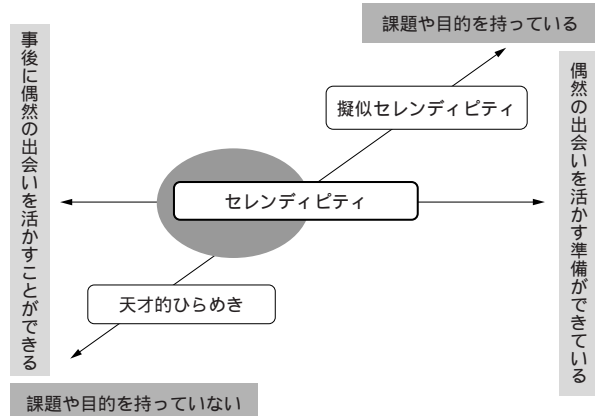 課題や目的を持っている
事後に偶然の出会いを活かすことができる
偶然の出会いを活かす準備ができている
擬似セレンディピティ
セレンディピティ
天才的ひらめき
課題や目的を持っていない